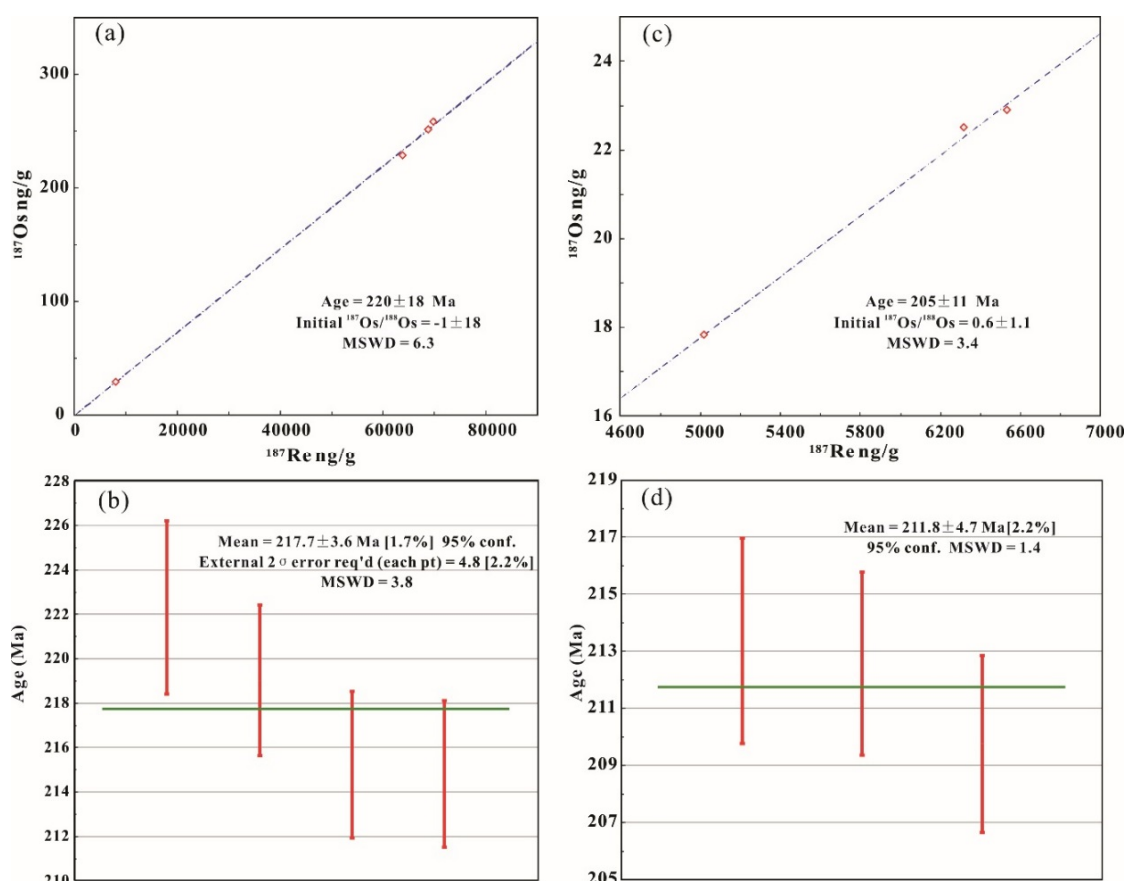 (a)
300
200
100
0
¹⁸⁷Os ng/g
Age = 220±18 Ma
Initial ¹⁸⁷Os/¹⁸⁸Os = -1±18
MSWD = 6.3
0 20000 40000 60000 80000
¹⁸⁷Re ng/g
(c)
24
22
20
18
16
¹⁸⁷Os ng/g
Age = 205±11 Ma
Initial ¹⁸⁷Os/¹⁸⁸Os = 0.6±1.1
MSWD = 3.4
4600 5000 5400 5800 6200 6600 7000
¹⁸⁷Re ng/g
(b)
228
226
224
222
220
218
216
214
212
210
Age (Ma)
Mean = 217.7±3.6 Ma [1.7%] 95% conf.
External 2σ error req'd (each pt) = 4.8 [2.2%]
MSWD = 3.8
(d)
219
217
215
213
211
209
207
205
Age (Ma)
Mean = 211.8±4.7 Ma[2.2%]
95% conf. MSWD = 1.4